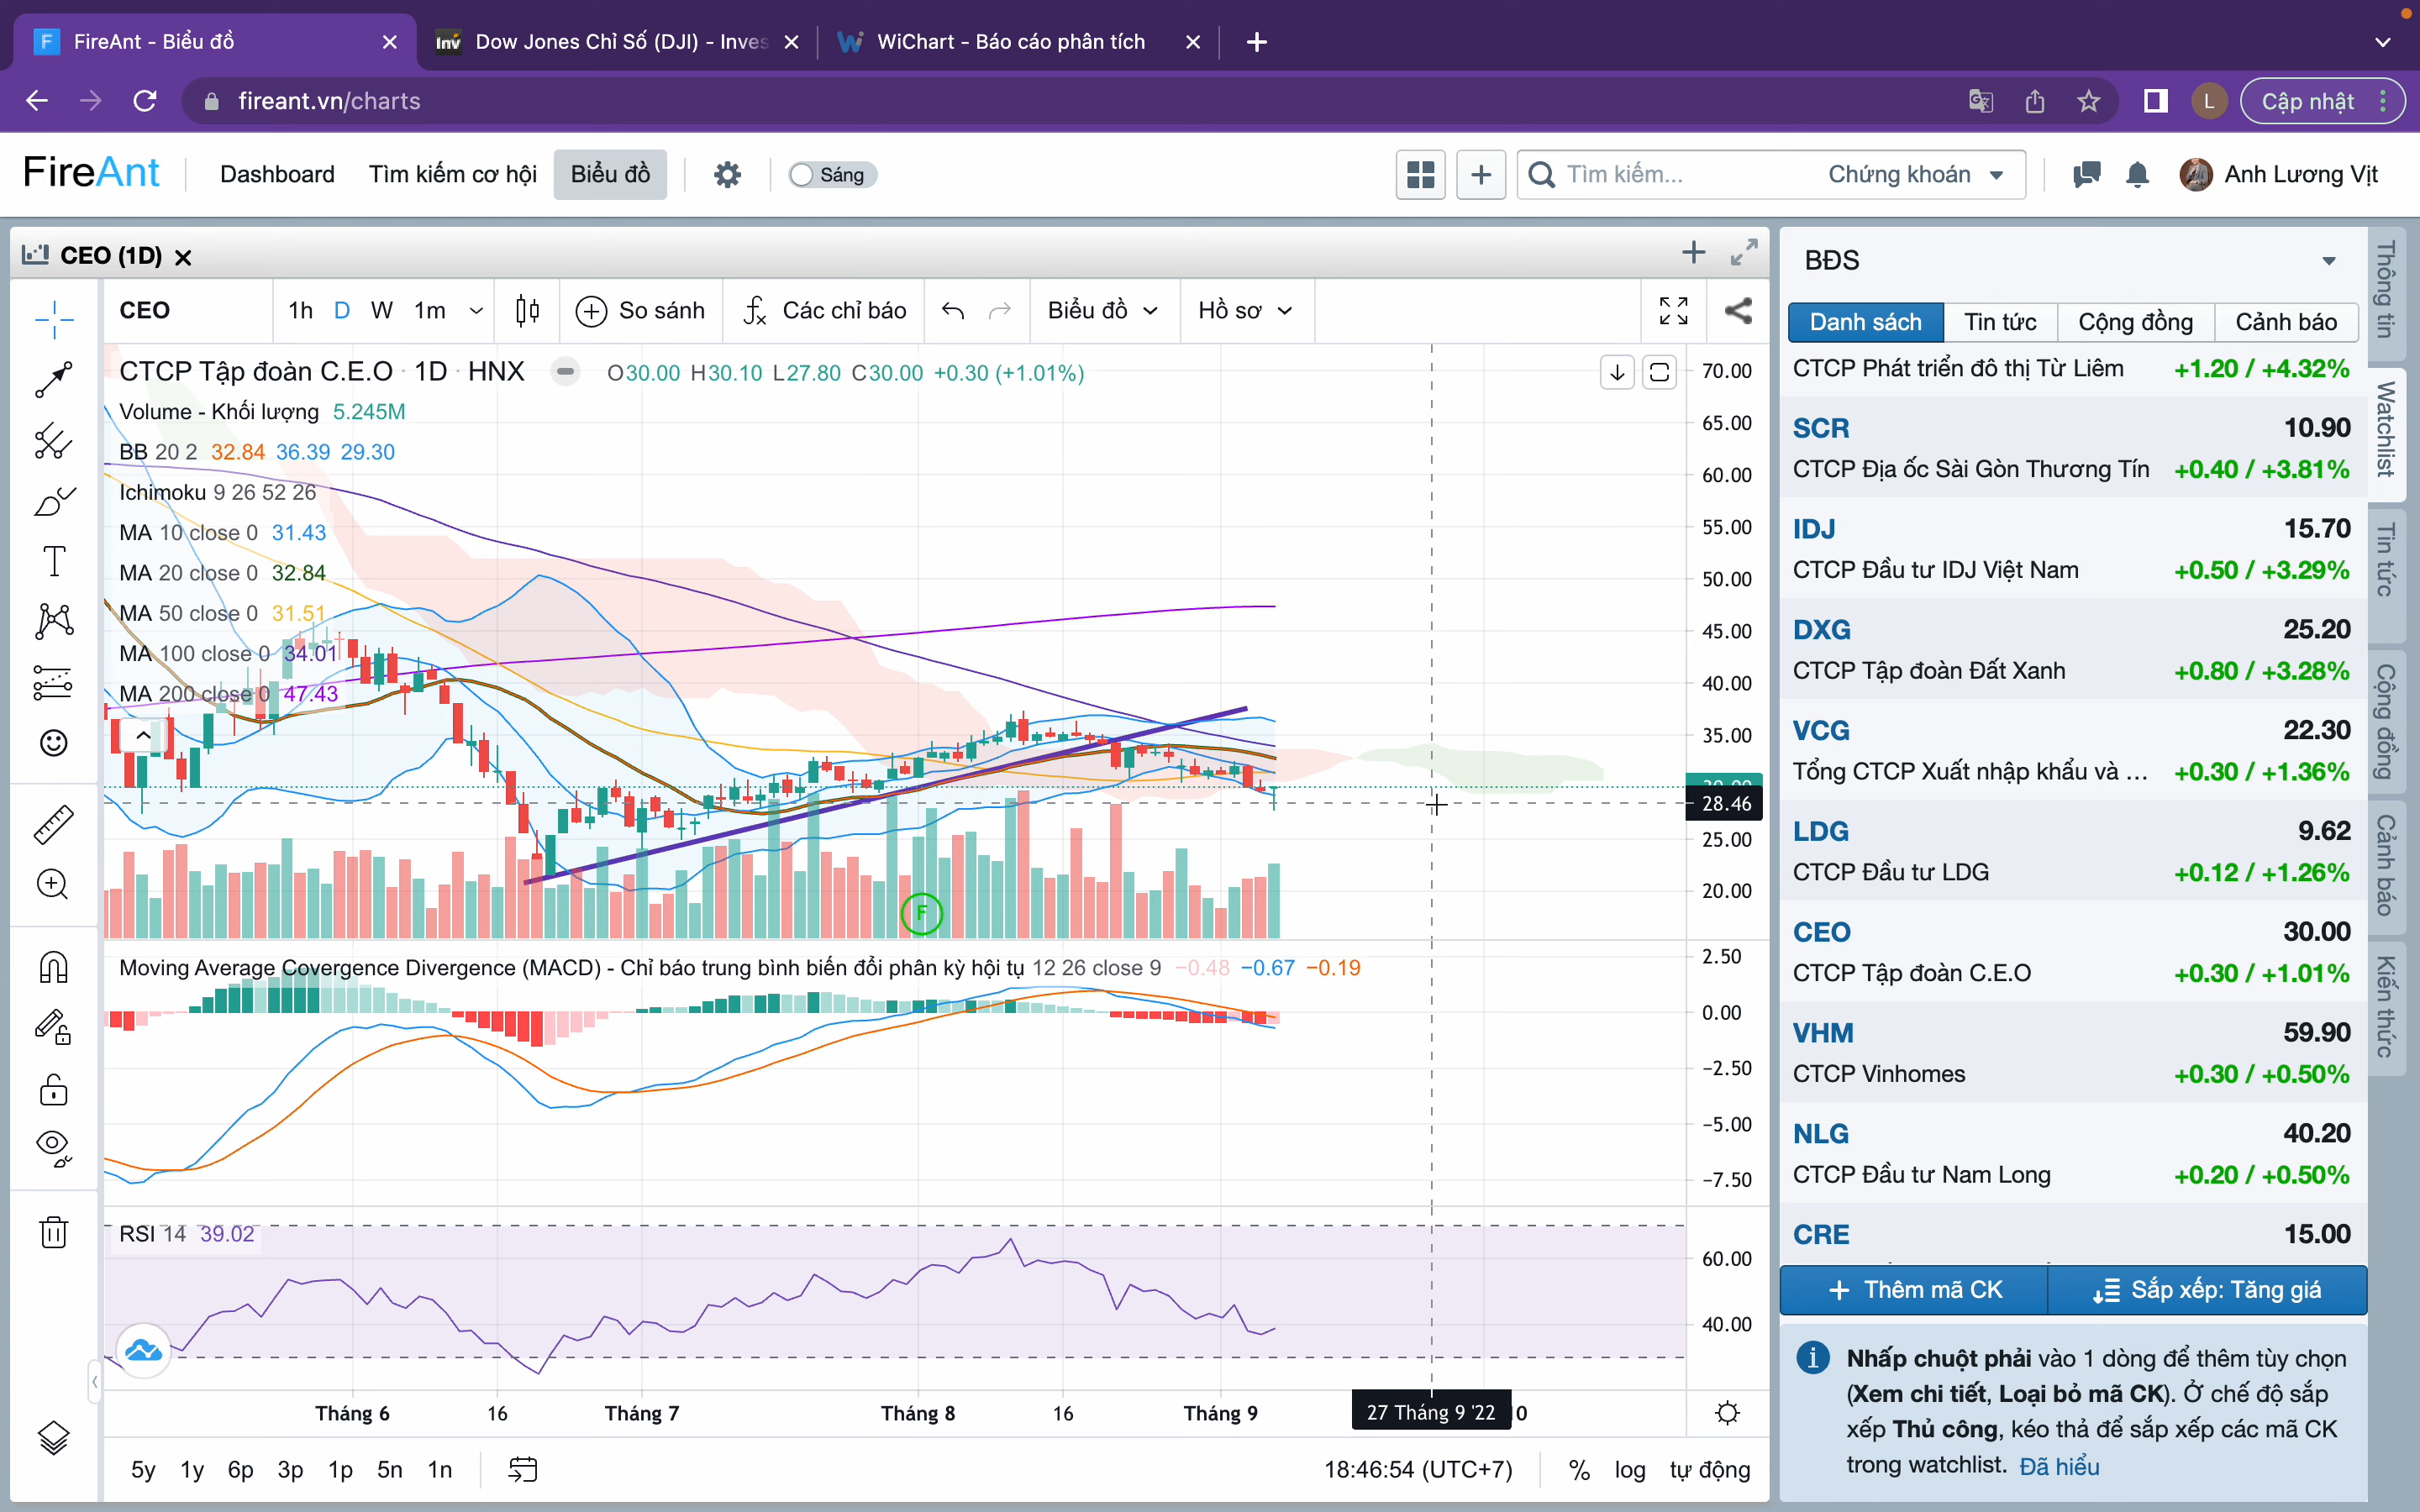 FireAnt - Biểu đồ
Dow Jones Chỉ Số (DJI) - Inves
WiChart - Báo cáo phân tích
fireant.vn/charts
L
Cập nhật
FireAnt
Dashboard
Tìm kiếm cơ hội
Biểu đồ
Sáng
Tìm kiếm...
Chứng khoán
Anh Lương Vịt
CEO (1D)
CEO
1h D W 1m
So sánh
Các chỉ báo
Biểu đồ
Hồ sơ
CTCP Tập đoàn C.E.O · 1D · HNX
O30.00 H30.10 L27.80 C30.00 +0.30 (+1.01%)
Volume - Khối lượng 5.245M
BB 20 2 32.84 36.39 29.30
Ichimoku 9 26 52 26
MA 10 close 0 31.43
MA 20 close 0 32.84
MA 50 close 0 31.51
MA 100 close 0 34.01
MA 200 close 0 47.43
70.00
65.00
60.00
55.00
50.00
45.00
40.00
35.00
28.46
25.00
20.00
F
Moving Average Covergence Divergence (MACD) - Chỉ báo trung bình biến đổi phân kỳ hội tụ 12 26 close 9 −0.48 −0.67 −0.19
2.50
0.00
−2.50
−5.00
−7.50
RSI 14 39.02
60.00
40.00
Tháng 6
16
Tháng 7
Tháng 8
16
Tháng 9
27 Tháng 9 '22
0
5y 1y 6p 3p 1p 5n 1n
18:46:54 (UTC+7)
% log tự động
BĐS
Danh sách
Tin tức
Cộng đồng
Cảnh báo
CTCP Phát triển đô thị Từ Liêm +1.20 / +4.32%
SCR 10.90
CTCP Địa ốc Sài Gòn Thương Tín +0.40 / +3.81%
IDJ 15.70
CTCP Đầu tư IDJ Việt Nam +0.50 / +3.29%
DXG 25.20
CTCP Tập đoàn Đất Xanh +0.80 / +3.28%
VCG 22.30
Tổng CTCP Xuất nhập khẩu và ... +0.30 / +1.36%
LDG 9.62
CTCP Đầu tư LDG +0.12 / +1.26%
CEO 30.00
CTCP Tập đoàn C.E.O +0.30 / +1.01%
VHM 59.90
CTCP Vinhomes +0.30 / +0.50%
NLG 40.20
CTCP Đầu tư Nam Long +0.20 / +0.50%
CRE 15.00
Thêm mã CK
Sắp xếp: Tăng giá
Nhấp chuột phải vào 1 dòng để thêm tùy chọn
(Xem chi tiết, Loại bỏ mã CK). Ở chế độ sắp
xếp Thủ công, kéo thả để sắp xếp các mã CK
trong watchlist. Đã hiểu
Thông tin
Watchlist
Tin tức
Cộng đồng
Cảnh báo
Kiến thức